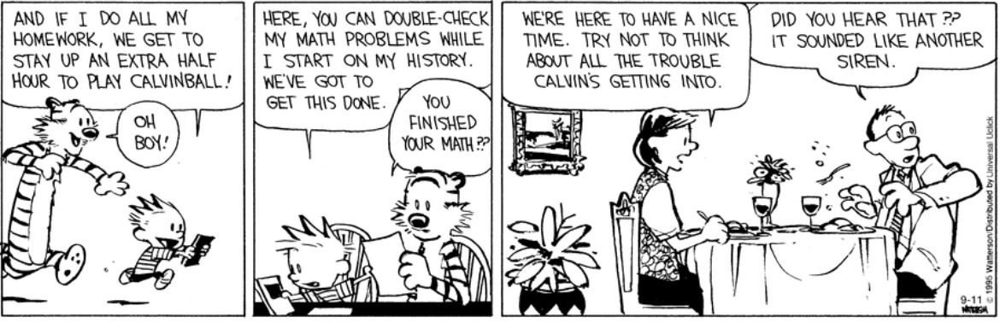 AND IF I DO ALL MY
HOMEWORK, WE GET TO
STAY UP AN EXTRA HALF
HOUR TO PLAY CALVINBALL!
OH
BOY!
HERE, YOU CAN DOUBLE-CHECK
MY MATH PROBLEMS WHILE
I START ON MY HISTORY.
WE'VE GOT TO
GET THIS DONE.
YOU
FINISHED
YOUR MATH??
WE'RE HERE TO HAVE A NICE
TIME. TRY NOT TO THINK
ABOUT ALL THE TROUBLE
CALVIN'S GETTING INTO.
DID YOU HEAR THAT??
IT SOUNDED LIKE ANOTHER
SIREN.
© 1995 Watterson/Distributed by Universal Uclick
9-11